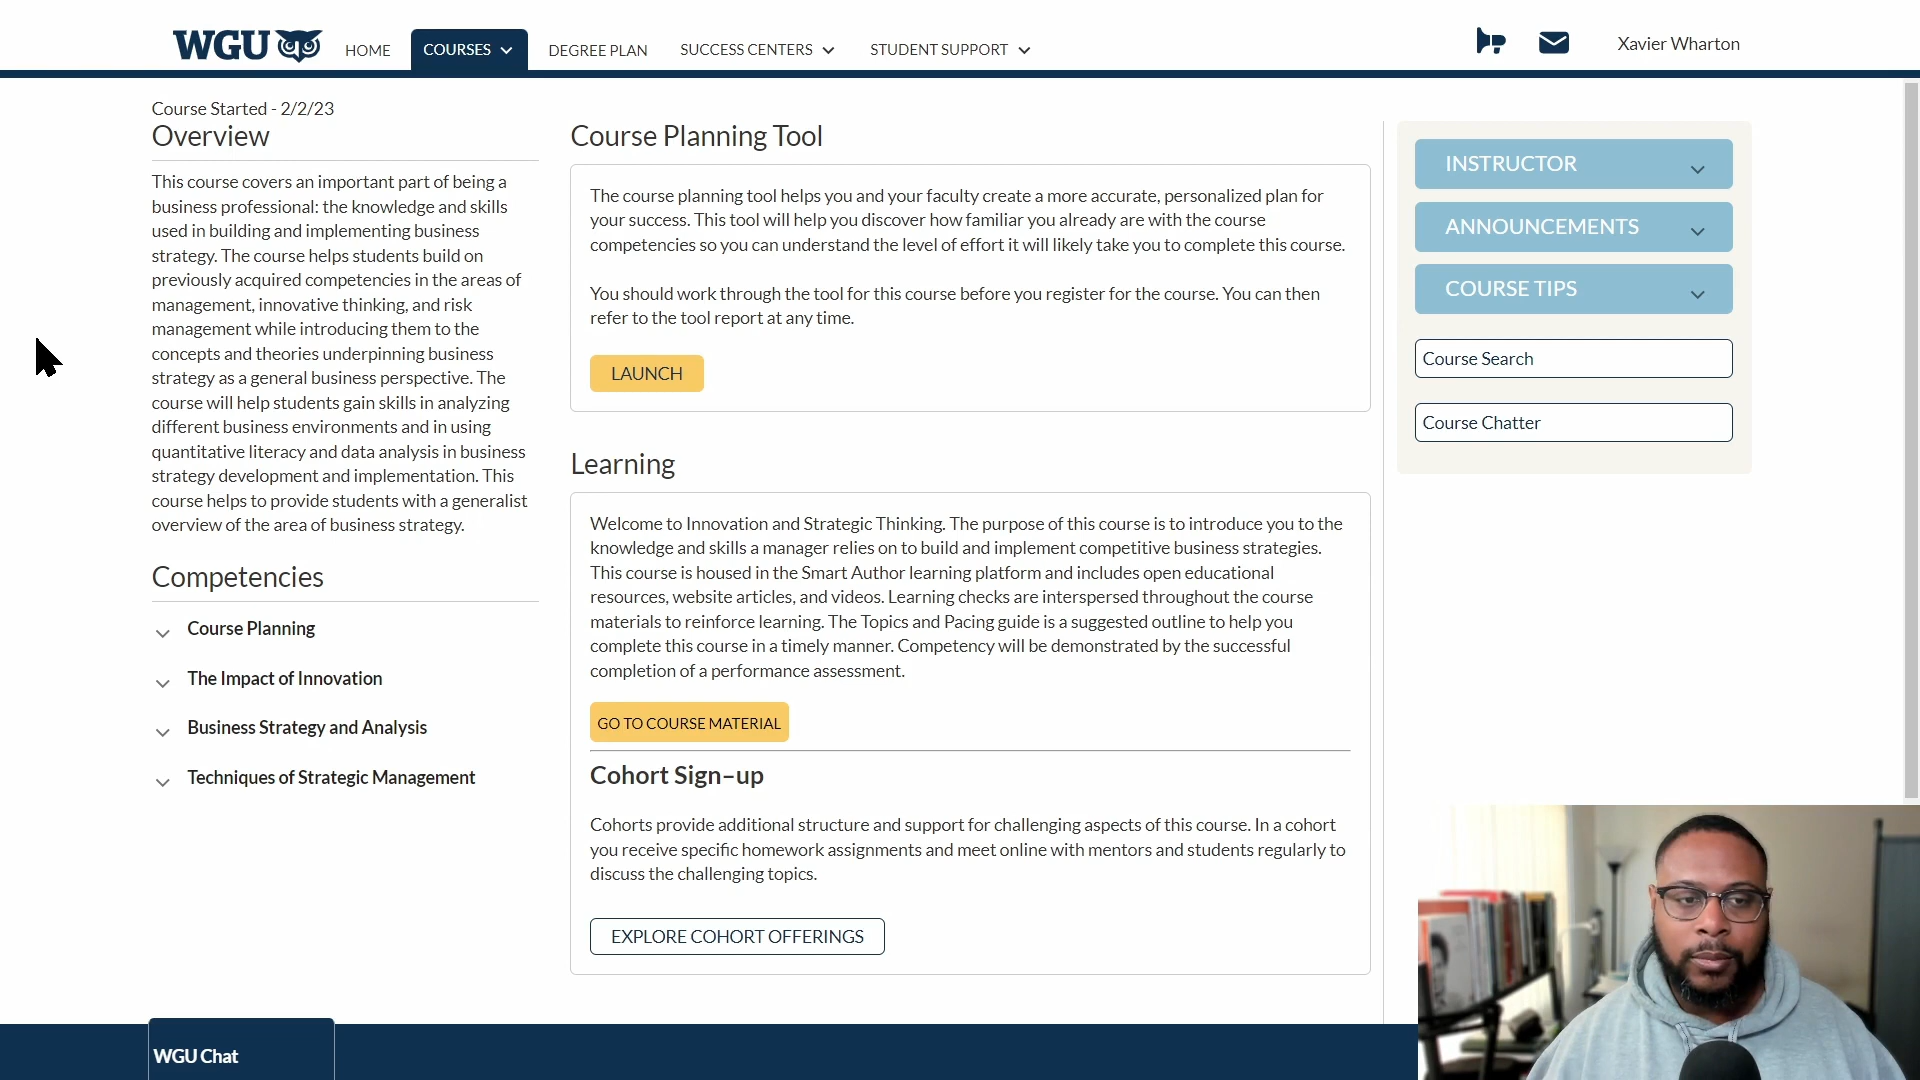 WGU
HOME
COURSES
DEGREE PLAN
SUCCESS CENTERS
STUDENT SUPPORT
Xavier Wharton
Course Started - 2/2/23
Overview
This course covers an important part of being a
business professional: the knowledge and skills
used in building and implementing business
strategy. The course helps students build on
previously acquired competencies in the areas of
management, innovative thinking, and risk
management while introducing them to the
concepts and theories underpinning business
strategy as a general business perspective. The
course will help students gain skills in analyzing
different business environments and in using
quantitative literacy and data analysis in business
strategy development and implementation. This
course helps to provide students with a generalist
overview of the area of business strategy.
Competencies
Course Planning
The Impact of Innovation
Business Strategy and Analysis
Techniques of Strategic Management
Course Planning Tool
The course planning tool helps you and your faculty create a more accurate, personalized plan for
your success. This tool will help you discover how familiar you already are with the course
competencies so you can understand the level of effort it will likely take you to complete this course.
You should work through the tool for this course before you register for the course. You can then
refer to the tool report at any time.
LAUNCH
Learning
Welcome to Innovation and Strategic Thinking. The purpose of this course is to introduce you to the
knowledge and skills a manager relies on to build and implement competitive business strategies.
This course is housed in the Smart Author learning platform and includes open educational
resources, website articles, and videos. Learning checks are interspersed throughout the course
materials to reinforce learning. The Topics and Pacing guide is a suggested outline to help you
complete this course in a timely manner. Competency will be demonstrated by the successful
completion of a performance assessment.
GO TO COURSE MATERIAL
Cohort Sign-up
Cohorts provide additional structure and support for challenging aspects of this course. In a cohort
you receive specific homework assignments and meet online with mentors and students regularly to
discuss the challenging topics.
EXPLORE COHORT OFFERINGS
INSTRUCTOR
ANNOUNCEMENTS
COURSE TIPS
Course Search
Course Chatter
WGU Chat